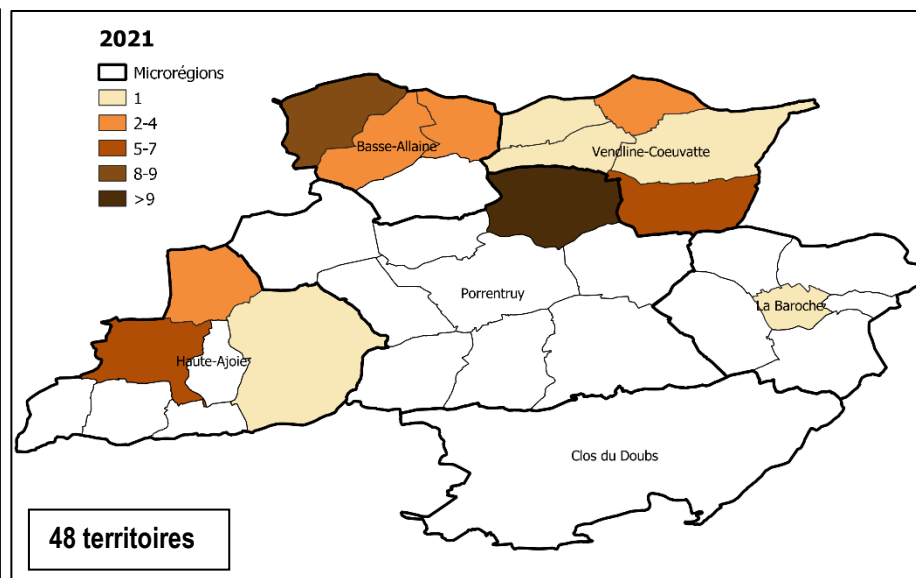 2021
Microrégions
1
2-4
5-7
8-9
>9
Basse-Allaine
Vendline-Coeuvatte
Porrentruy
La Baroche
Haute-Ajoie
Clos du Doubs
48 territoires